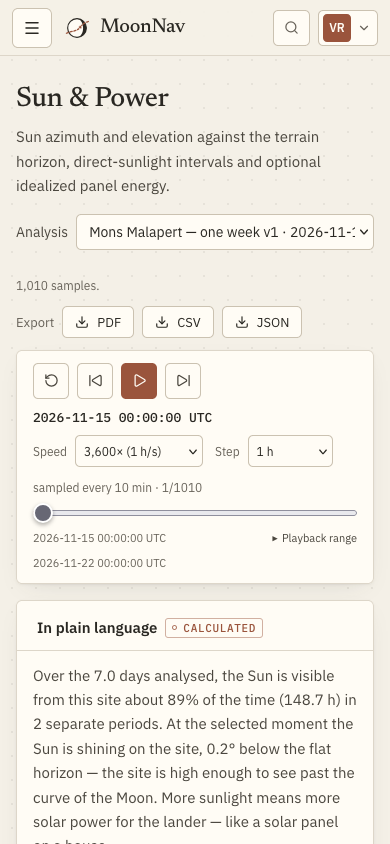 MoonNav
VR
Sun & Power
Sun azimuth and elevation against the terrain
horizon, direct-sunlight intervals and optional
idealized panel energy.
Analysis
Mons Malapert — one week v1 · 2026-11-
1,010 samples.
Export
PDF
CSV
JSON
2026-11-15 00:00:00 UTC
Speed
3,600× (1 h/s)
Step
1 h
sampled every 10 min · 1/1010
2026-11-15 00:00:00 UTC
▸ Playback range
2026-11-22 00:00:00 UTC
In plain language
CALCULATED
Over the 7.0 days analysed, the Sun is visible
from this site about 89% of the time (148.7 h) in
2 separate periods. At the selected moment the
Sun is shining on the site, 0.2° below the flat
horizon — the site is high enough to see past the
curve of the Moon. More sunlight means more
solar power for the lander — like a solar panel